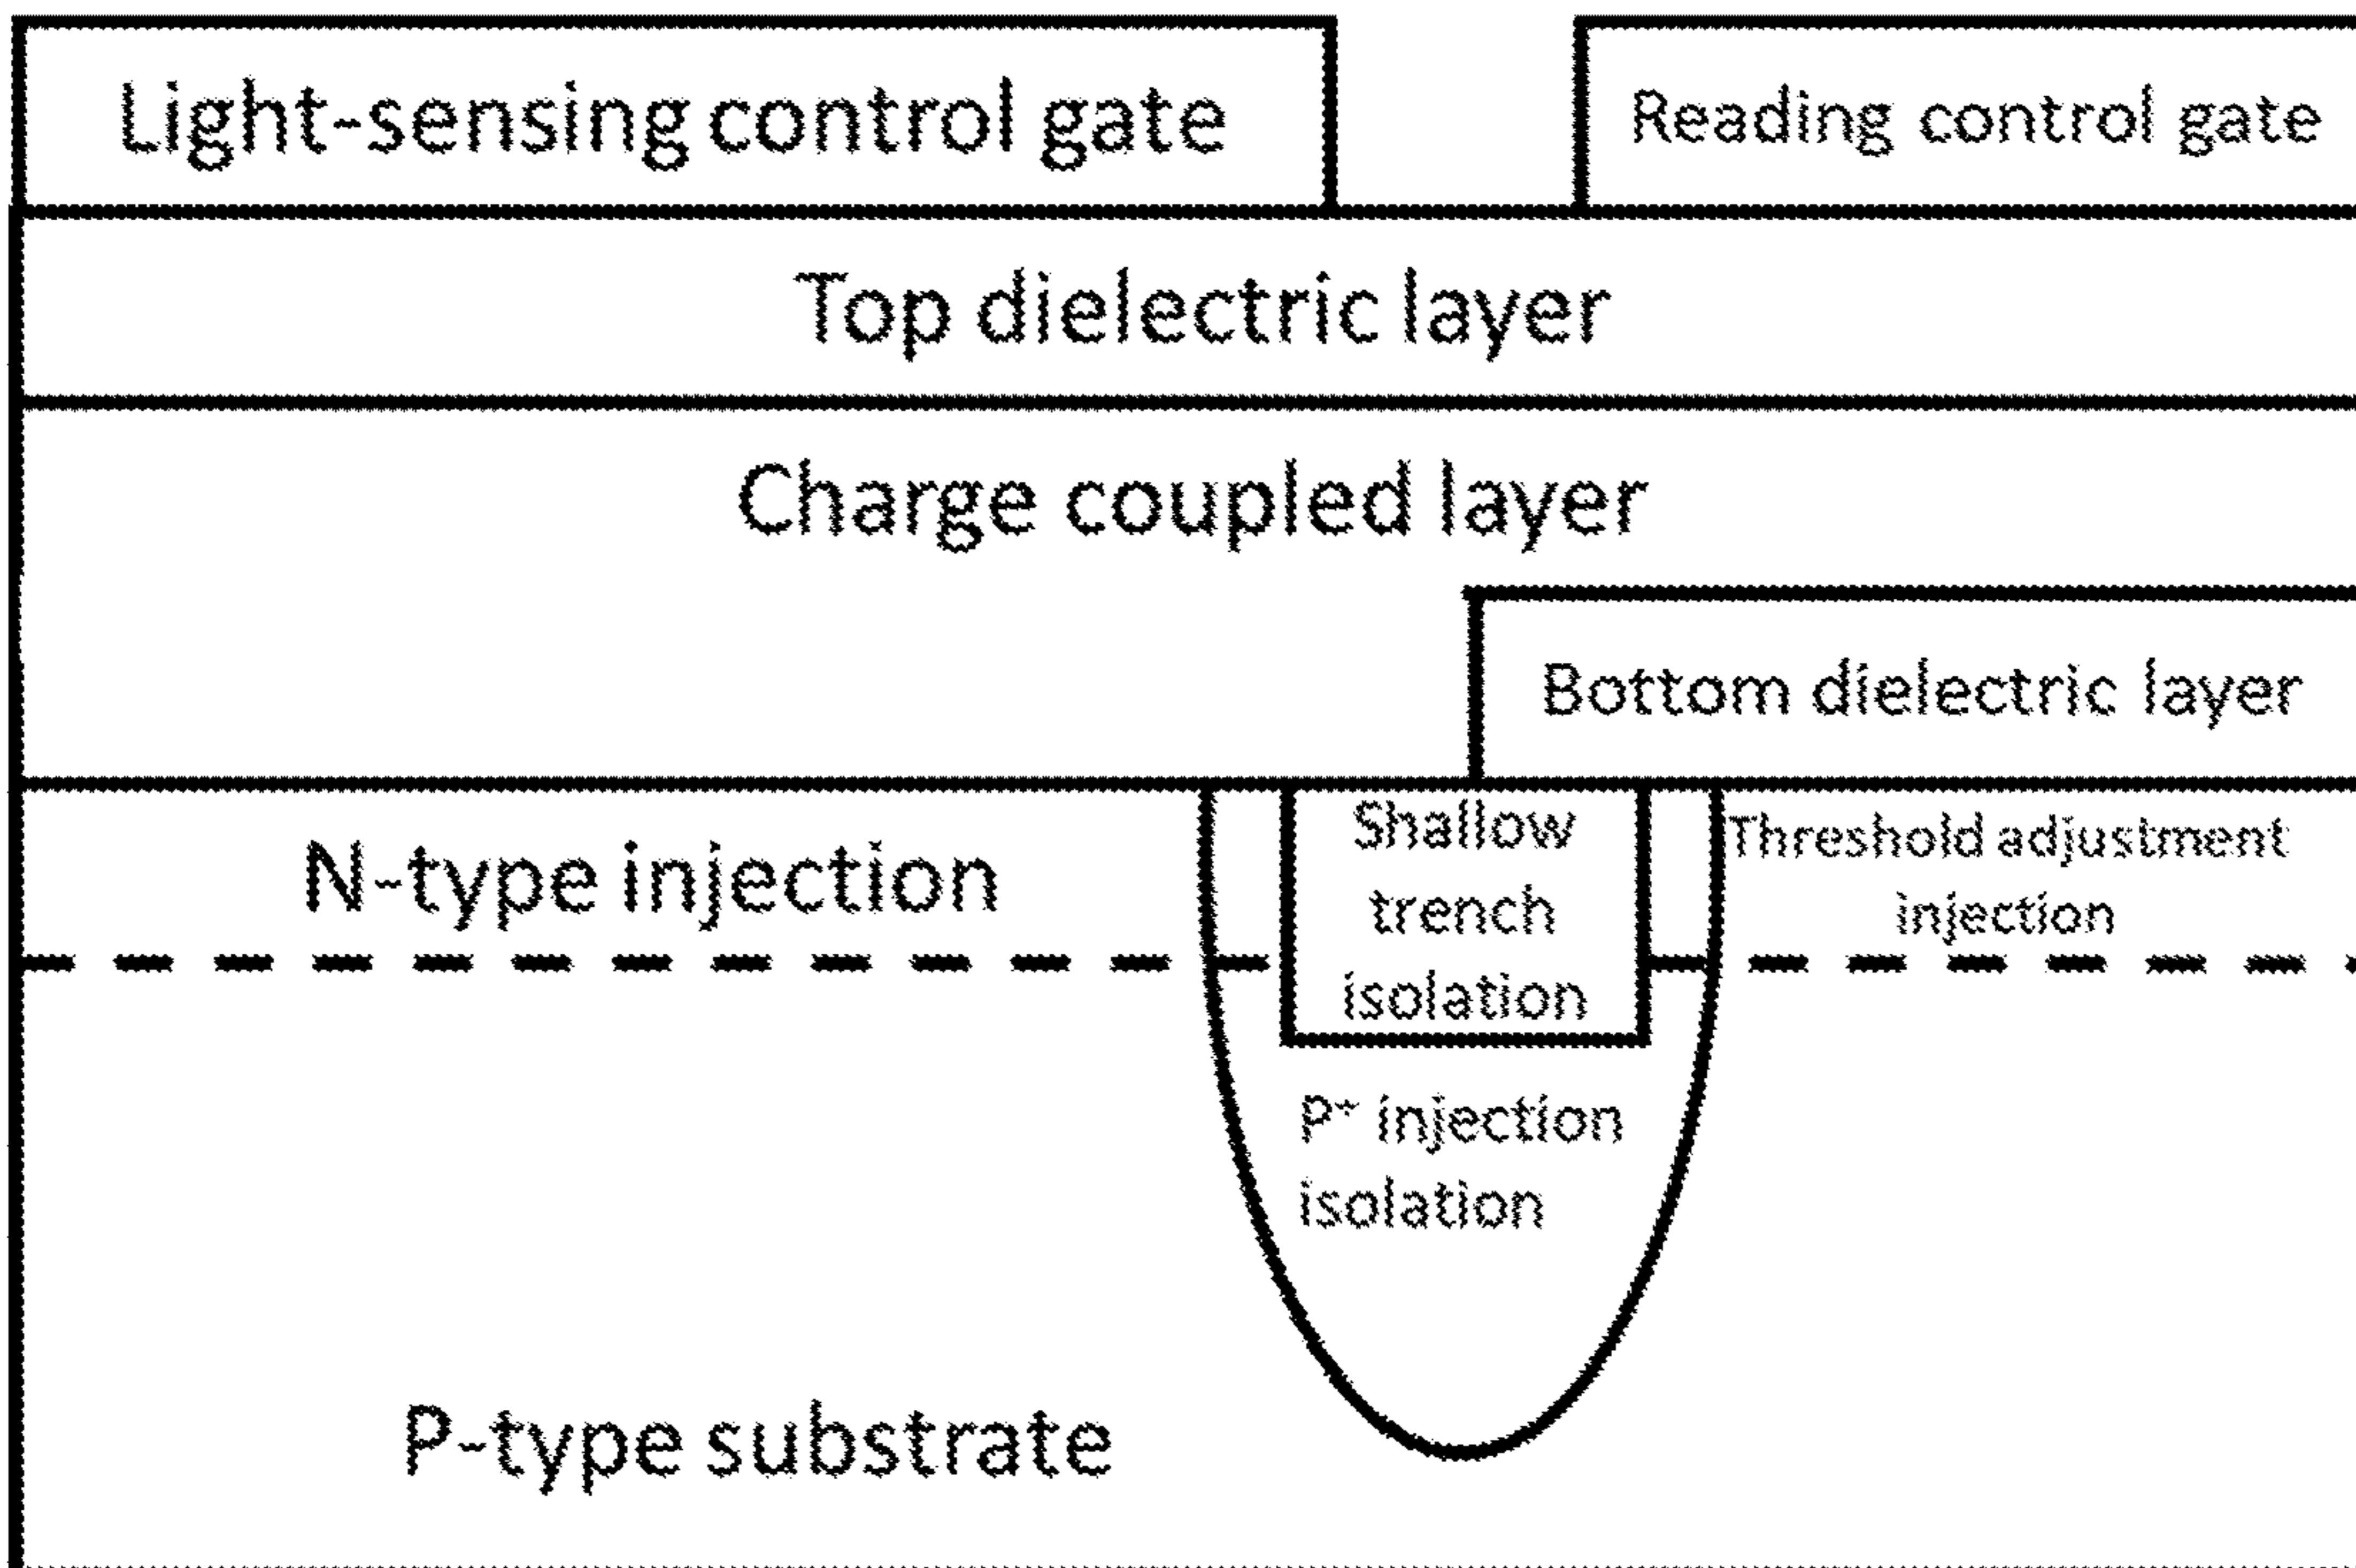 Light-sensing control gate
Reading control gate
Top dielectric layer
Charge coupled layer
Bottom dielectric layer
N-type injection
Shallow
trench
isolation
Threshold adjustment
injection
P⁺ injection
isolation
P-type substrate